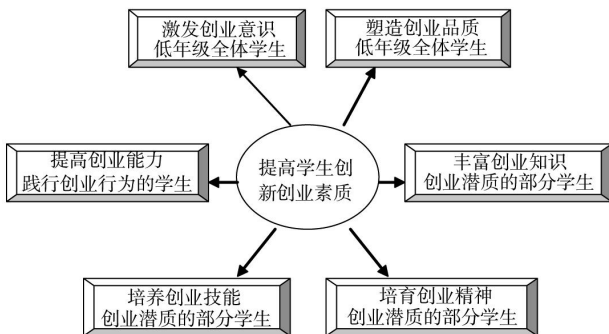 激发创业意识
低年级全体学生
塑造创业品质
低年级全体学生
提高创业能力
践行创业行为的学生
提高学生创
新创业素质
丰富创业知识
创业潜质的部分学生
培养创业技能
创业潜质的部分学生
培育创业精神
创业潜质的部分学生